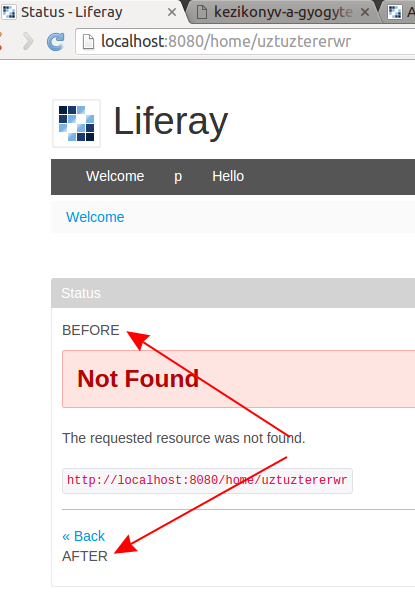 Status - Liferay × kezikonyv-a-gyogyte ×
localhost:8080/home/uztuztererwr
Liferay
Welcome p Hello
Welcome
Status
BEFORE
Not Found
The requested resource was not found.
http://localhost:8080/home/uztuztererwr
« Back
AFTER